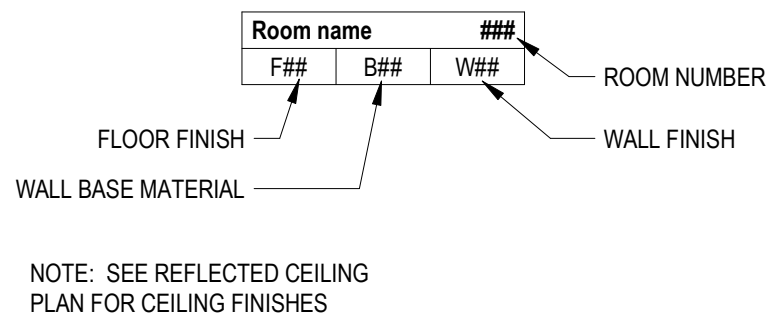 Room name ###
F## B## W##
ROOM NUMBER
FLOOR FINISH
WALL FINISH
WALL BASE MATERIAL
NOTE: SEE REFLECTED CEILING
PLAN FOR CEILING FINISHES